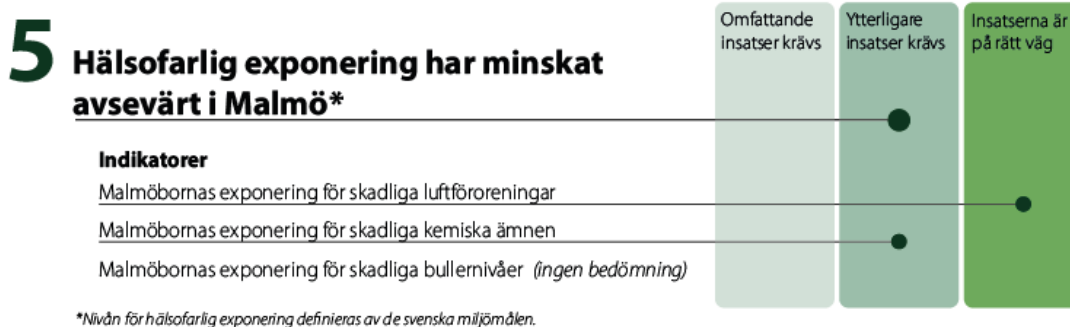 5
Hälsofarlig exponering har minskat
avsevärt i Malmö*
Omfattande
insatser krävs
Ytterligare
insatser krävs
Insatserna är
på rätt väg
Indikatorer
Malmöbornas exponering för skadliga luftföroreningar
Malmöbornas exponering för skadliga kemiska ämnen
Malmöbornas exponering för skadliga bullernivåer (ingen bedömning)
*Nivån för hälsofarlig exponering definieras av de svenska miljömålen.